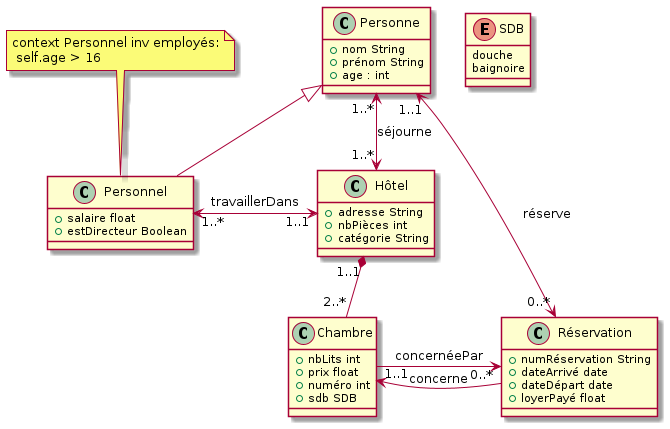 context Personnel inv employés:
self.age > 16
C Personne
nom String
prénom String
age : int
E SDB
douche
baignoire
1..*
1..1
séjourne
1..*
C Personnel
salaire float
estDirecteur Boolean
travaillerDans
1..*
1..1
C Hôtel
adresse String
nbPièces int
catégorie String
réserve
1..1
2..*
0..*
C Chambre
nbLits int
prix float
numéro int
sdb SDB
concernéePar
1..1
0..*
concerne
C Réservation
numRéservation String
dateArrivé date
dateDépart date
loyerPayé float